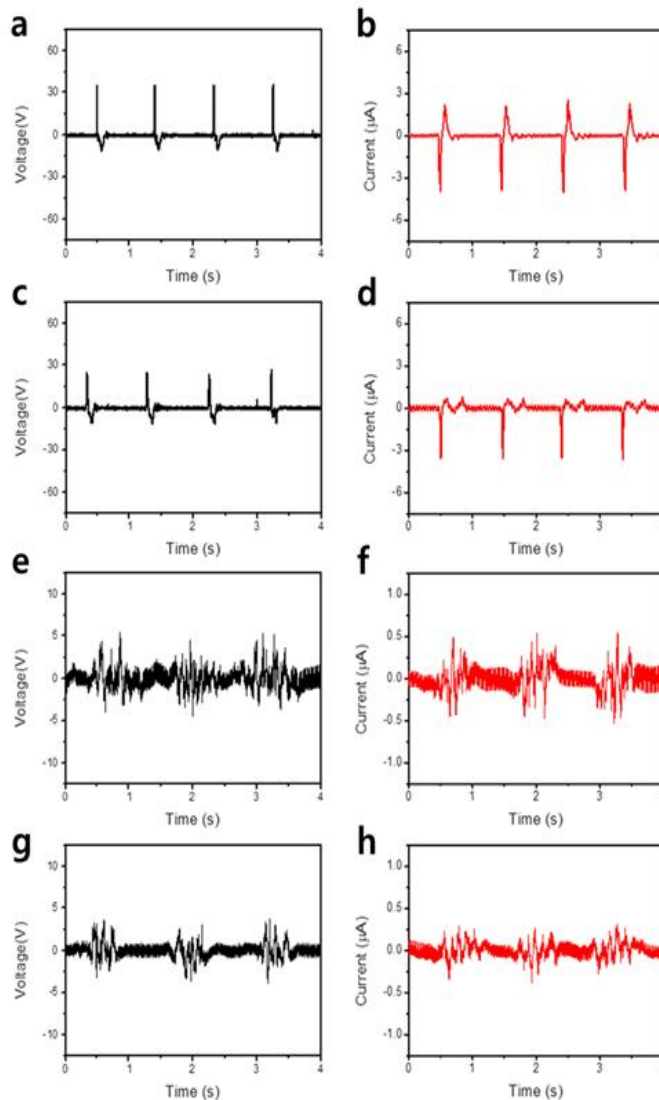 a
b
60
30
0
-30
-60
Voltage(V)
0 1 2 3 4
Time (s)
6
3
0
-3
-6
Current (μA)
0 1 2 3
Time (s)
c
d
60
30
0
-30
-60
Voltage(V)
0 1 2 3 4
Time (s)
6
3
0
-3
-6
Current (μA)
0 1 2 3
Time (s)
e
f
10
5
0
-5
-10
Voltage(V)
0 1 2 3 4
Time (s)
1.0
0.5
0.0
-0.5
-1.0
Current (μA)
0 1 2 3
Time (s)
g
h
10
5
0
-5
-10
Voltage(V)
0 1 2 3 4
Time (s)
1.0
0.5
0.0
-0.5
-1.0
Current (μA)
0 1 2 3
Time (s)